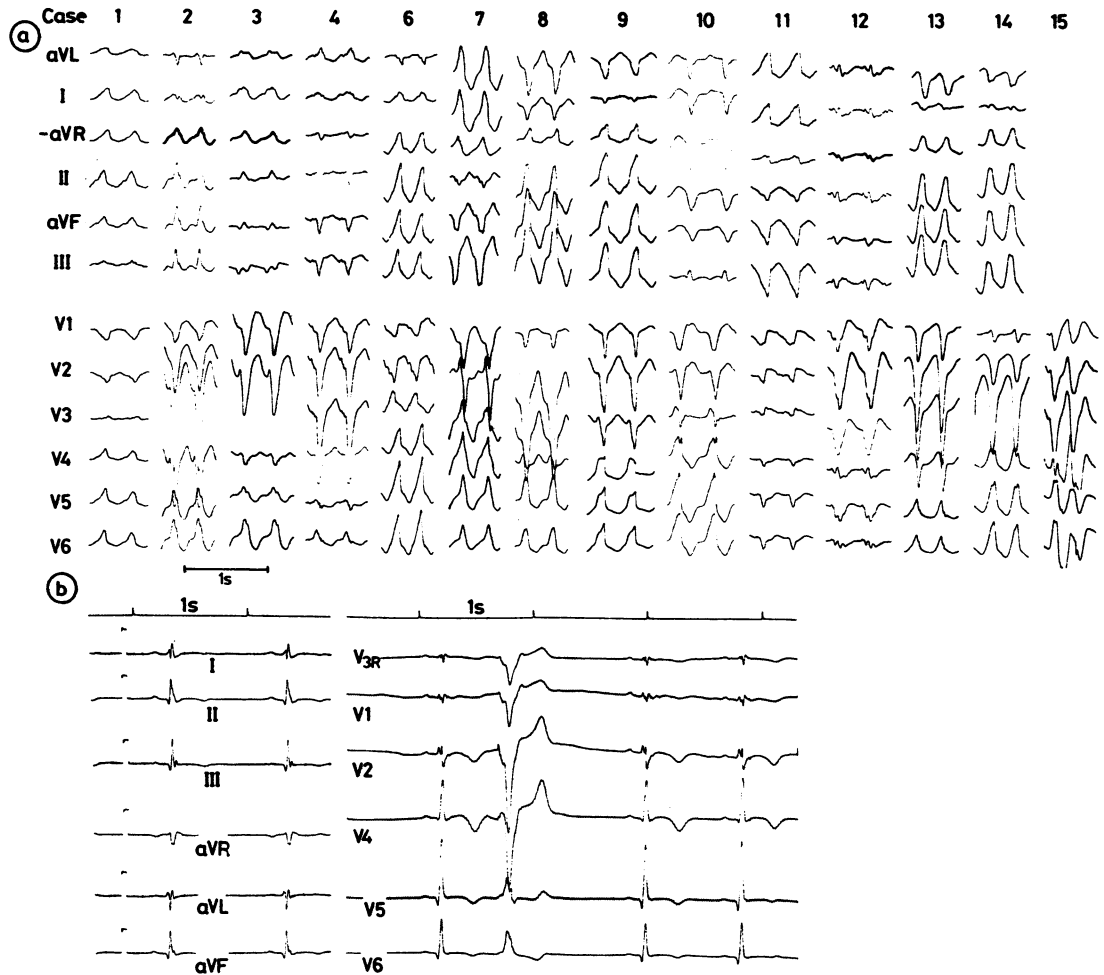 Case 1 2 3 4 6 7 8 9 10 11 12 13 14 15
a
aVL
I
-aVR
II
aVF
III
V1
V2
V3
V4
V5
V6
1s
b
1s
1s
I
II
III
aVR
aVL
aVF
V3R
V1
V2
V4
V5
V6